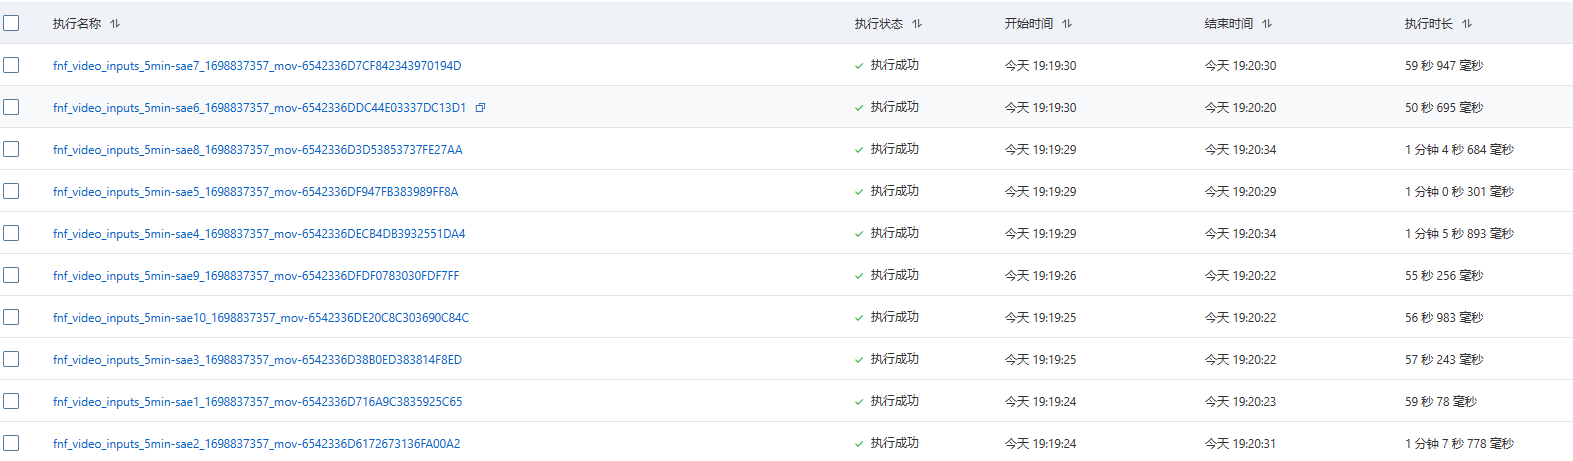 执行名称 执行状态 开始时间 结束时间 执行时长
fnf_video_inputs_5min-sae7_1698837357_mov-6542336D7CF842343970194D 执行成功 今天 19:19:30 今天 19:20:30 59 秒 947 毫秒
fnf_video_inputs_5min-sae6_1698837357_mov-6542336DDC44E03337DC13D1 执行成功 今天 19:19:30 今天 19:20:20 50 秒 695 毫秒
fnf_video_inputs_5min-sae8_1698837357_mov-6542336D3D53853737FE27AA 执行成功 今天 19:19:29 今天 19:20:34 1 分钟 4 秒 684 毫秒
fnf_video_inputs_5min-sae5_1698837357_mov-6542336DF947FB383989FF8A 执行成功 今天 19:19:29 今天 19:20:29 1 分钟 0 秒 301 毫秒
fnf_video_inputs_5min-sae4_1698837357_mov-6542336DECB4DB3932551DA4 执行成功 今天 19:19:29 今天 19:20:34 1 分钟 5 秒 893 毫秒
fnf_video_inputs_5min-sae9_1698837357_mov-6542336DFDF0783030FDF7FF 执行成功 今天 19:19:26 今天 19:20:22 55 秒 256 毫秒
fnf_video_inputs_5min-sae10_1698837357_mov-6542336DE20C8C303690C84C 执行成功 今天 19:19:25 今天 19:20:22 56 秒 983 毫秒
fnf_video_inputs_5min-sae3_1698837357_mov-6542336D38B0ED383814F8ED 执行成功 今天 19:19:25 今天 19:20:22 57 秒 243 毫秒
fnf_video_inputs_5min-sae1_1698837357_mov-6542336D716A9C3835925C65 执行成功 今天 19:19:24 今天 19:20:23 59 秒 78 毫秒
fnf_video_inputs_5min-sae2_1698837357_mov-6542336D6172673136FA00A2 执行成功 今天 19:19:24 今天 19:20:31 1 分钟 7 秒 778 毫秒